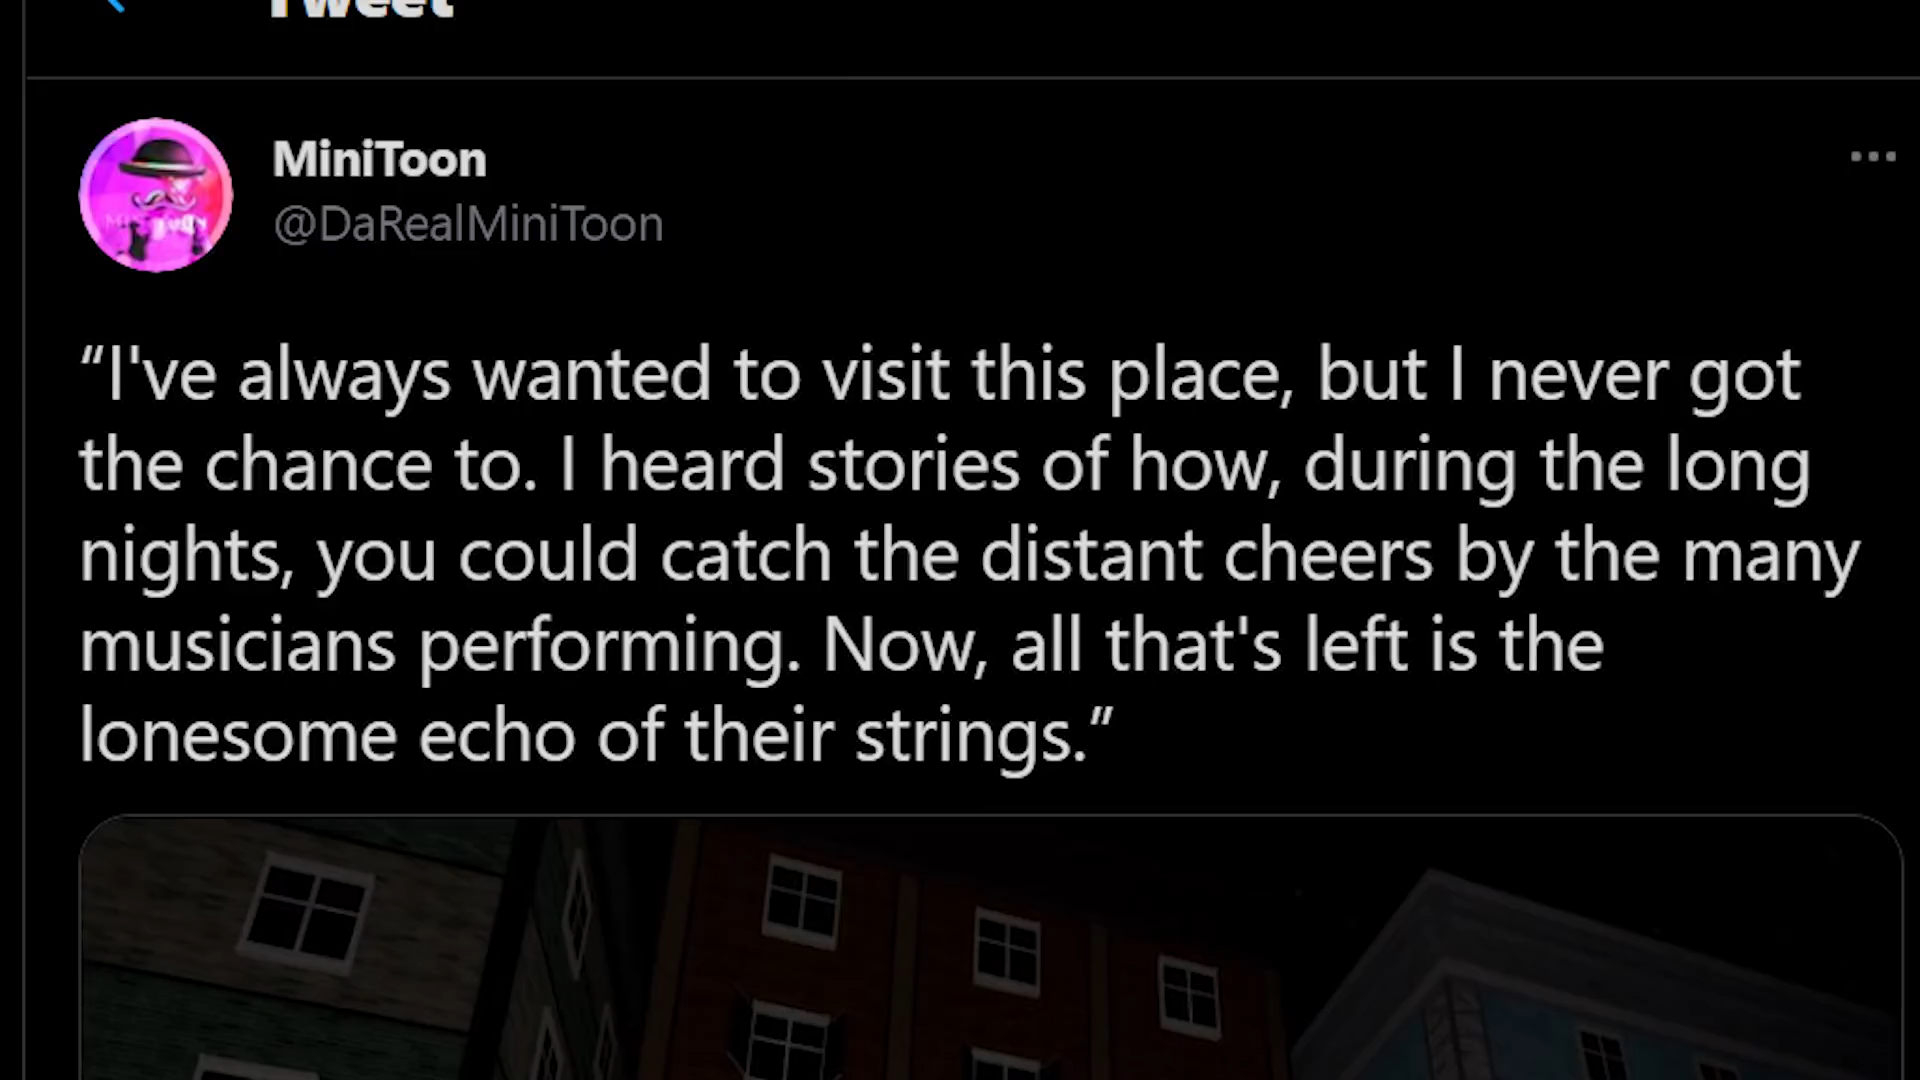 Tweet
MiniToon
@DaRealMiniToon
“I've always wanted to visit this place, but I never got
the chance to. I heard stories of how, during the long
nights, you could catch the distant cheers by the many
musicians performing. Now, all that's left is the
lonesome echo of their strings.”